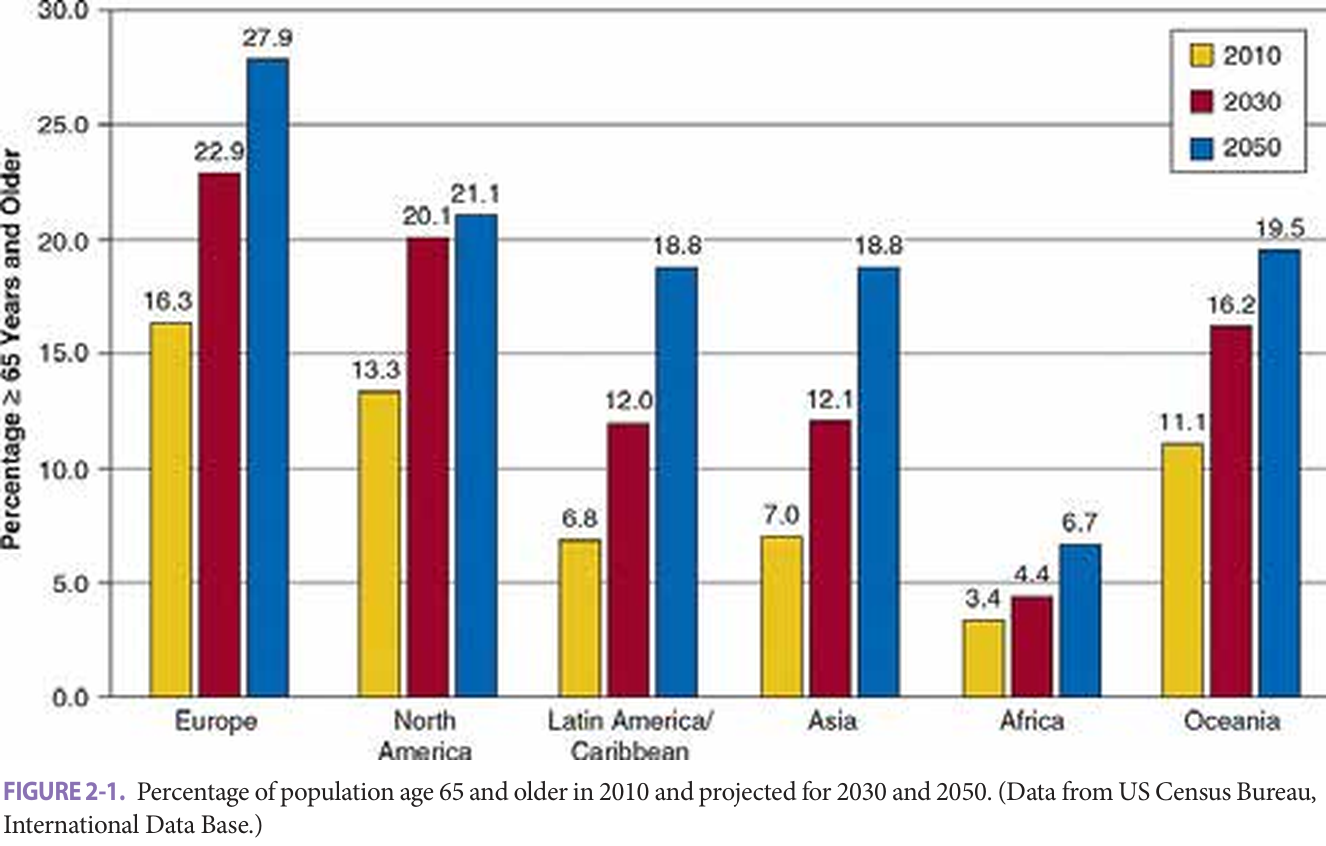 30.0
25.0
20.0
15.0
10.0
5.0
0.0
Percentage ≥ 65 Years and Older
2010
2030
2050
16.3
22.9
27.9
13.3
20.1
21.1
6.8
12.0
18.8
7.0
12.1
18.8
3.4
4.4
6.7
11.1
16.2
19.5
Europe
North
America
Latin America/
Caribbean
Asia
Africa
Oceania
FIGURE 2-1. Percentage of population age 65 and older in 2010 and projected for 2030 and 2050. (Data from US Census Bureau,
International Data Base.)